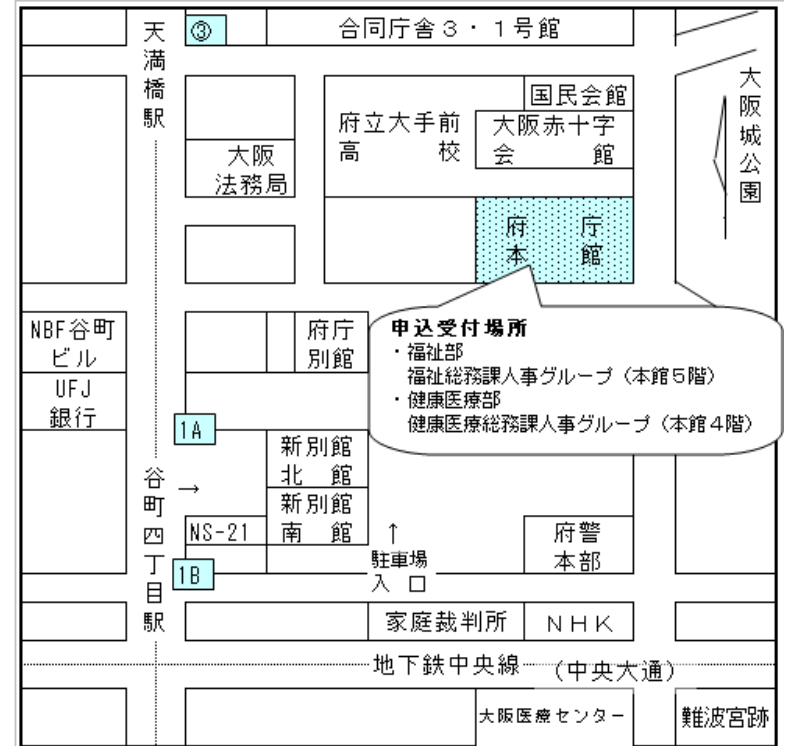 天満橋駅
③
合同庁舎3・1号館
大阪城公園
国民会館
府立大手前
高校
大阪赤十字
会館
大阪
法務局
府庁
本館
NBF谷町
ビル
UFJ
銀行
府庁
別館
申込受付場所
・福祉部
福祉総務課人事グループ（本館5階）
・健康医療部
健康医療総務課人事グループ（本館4階）
1A
新別館
北館
新別館
南館
谷町四丁目駅
→
NS-21
↑
駐車場
入口
府警
本部
1B
家庭裁判所
NHK
地下鉄中央線
（中央大通）
大阪医療センター
難波宮跡